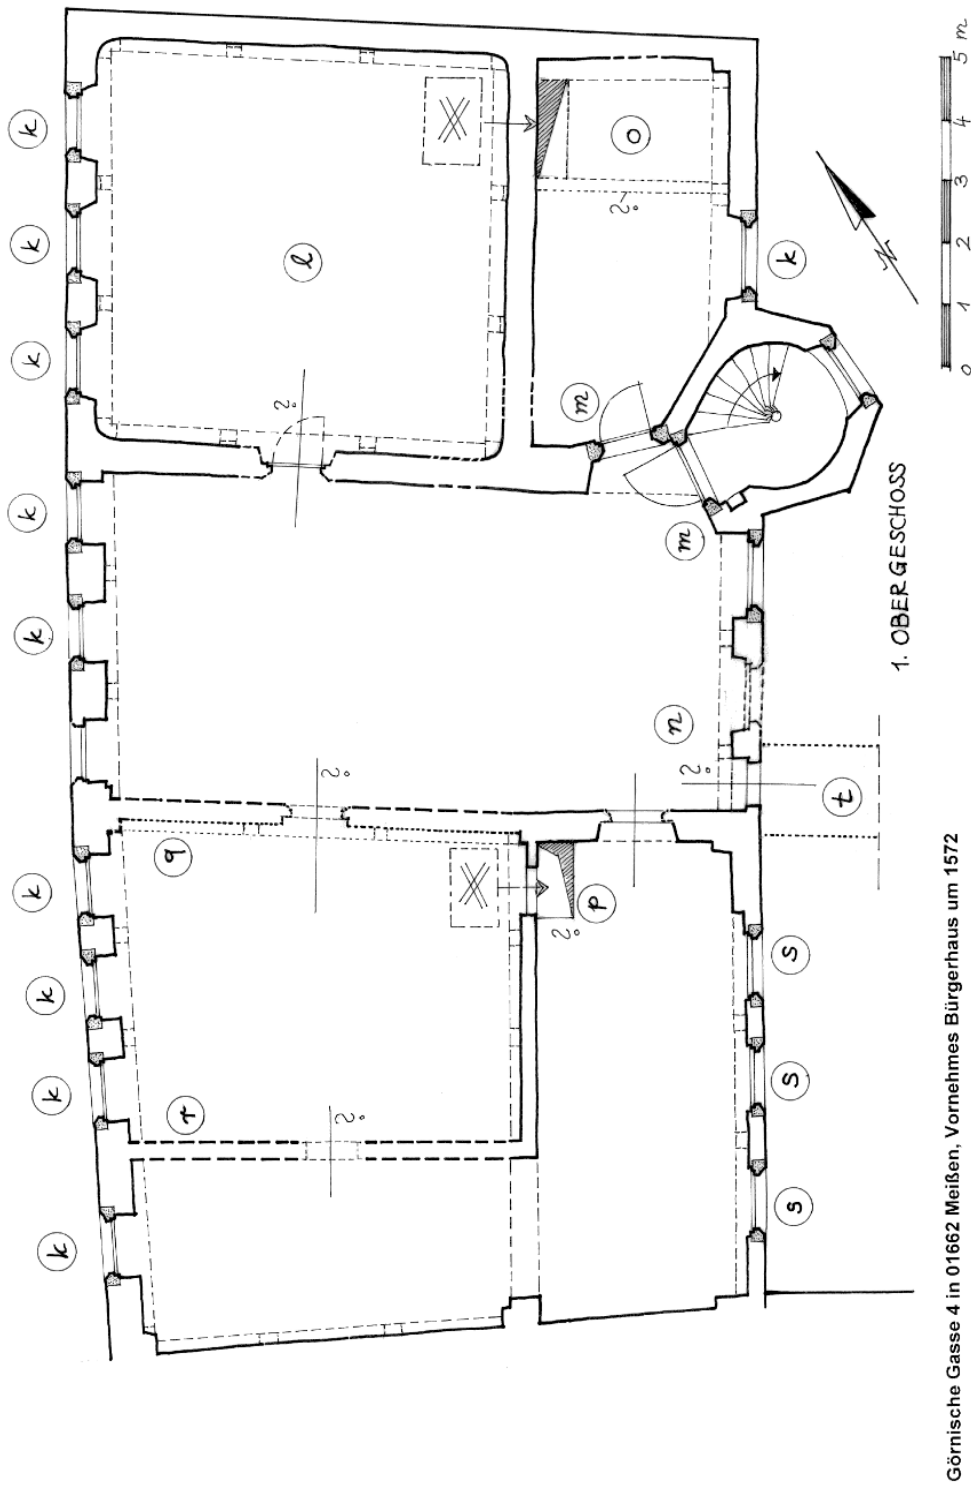 k
k
k
k
k
k
k
k
k
l
m
m
n
o
p
q
r
s
s
s
t
?
?
?
?
?
?
N
1. OBERGESCHOSS
0 1 2 3 4 5 m
Görnische Gasse 4 in 01662 Meißen, Vornehmes Bürgerhaus um 1572